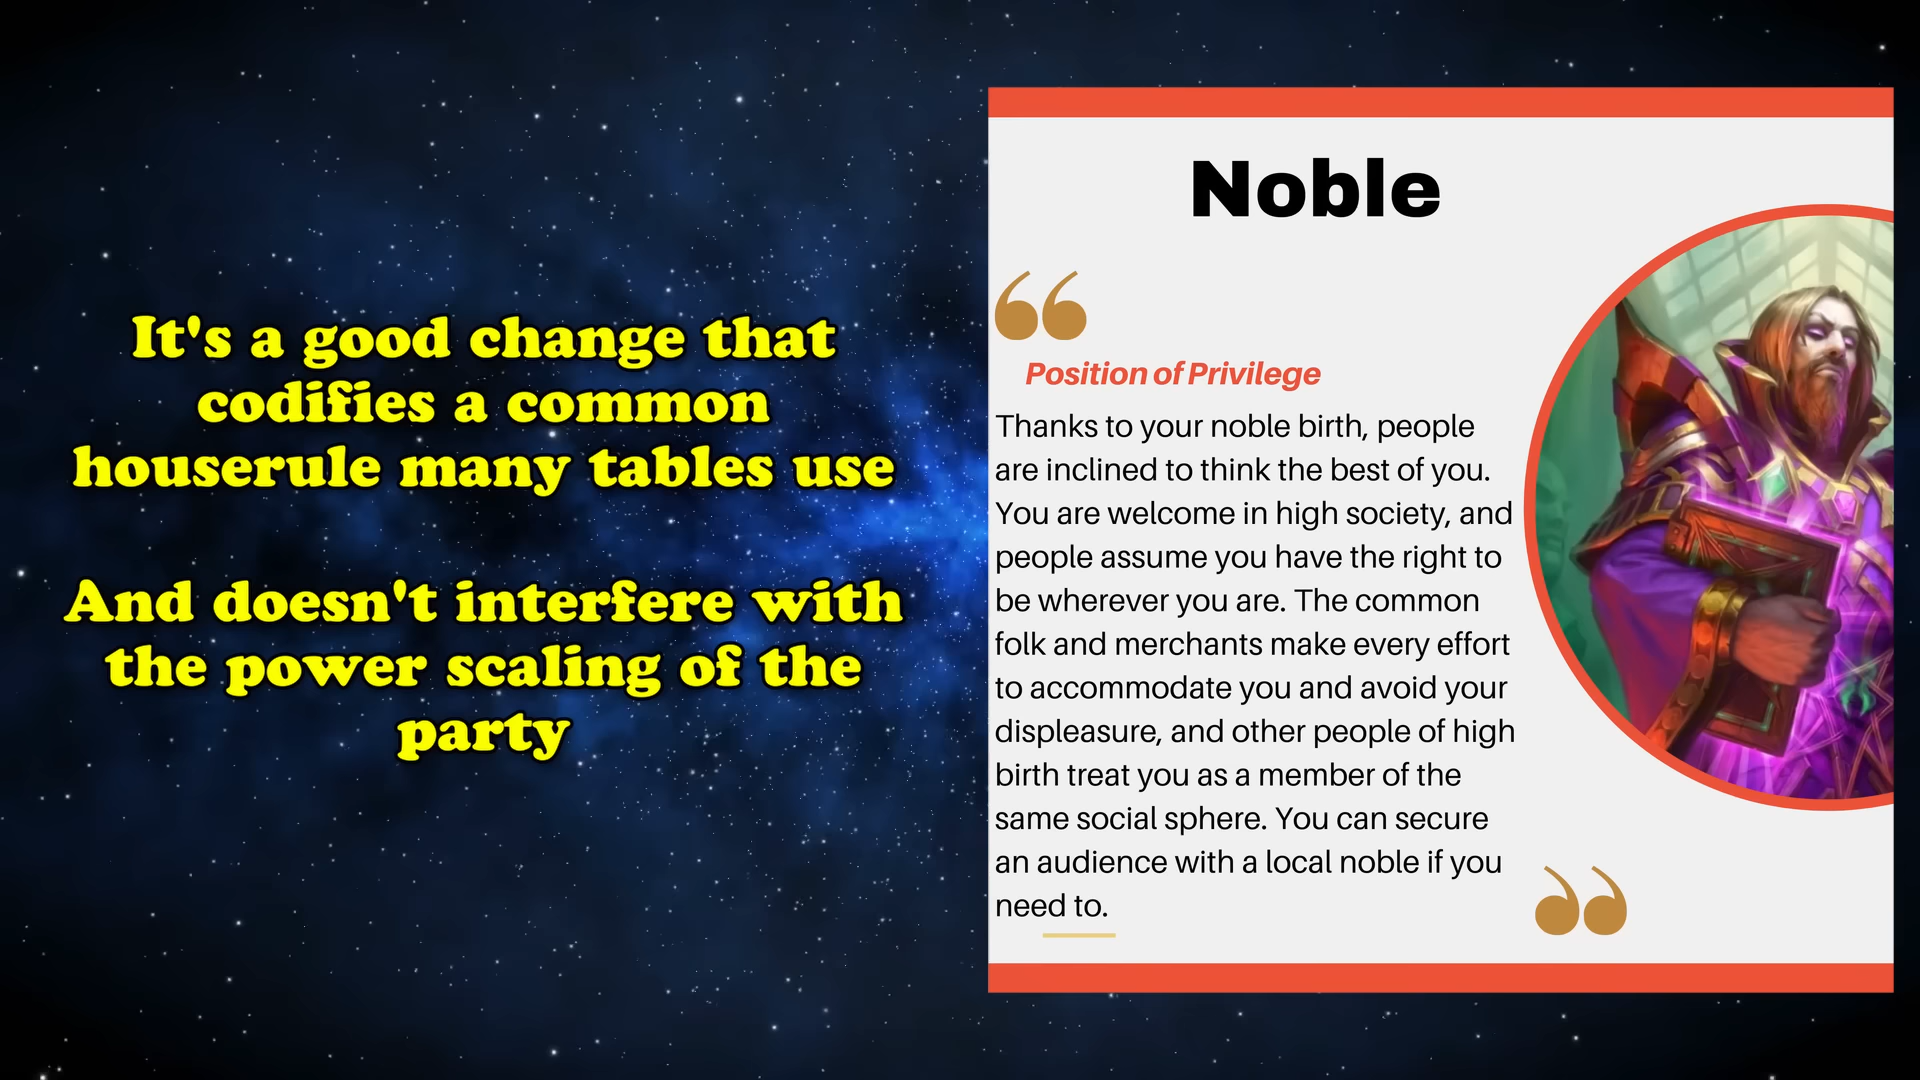 It's a good change that
codifies a common
houserule many tables use
And doesn't interfere with
the power scaling of the
party
Noble
“
Position of Privilege
Thanks to your noble birth, people
are inclined to think the best of you.
You are welcome in high society, and
people assume you have the right to
be wherever you are. The common
folk and merchants make every effort
to accommodate you and avoid your
displeasure, and other people of high
birth treat you as a member of the
same social sphere. You can secure
an audience with a local noble if you
need to.
”